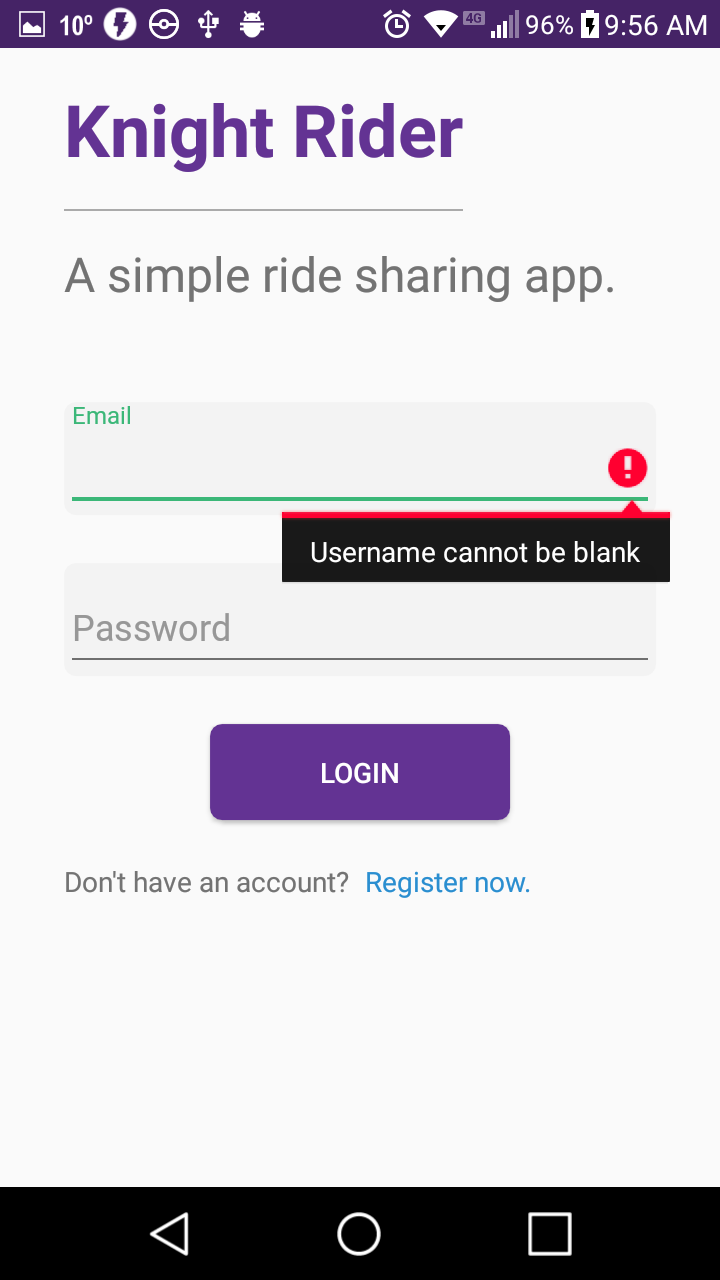 10º 4G 96% 9:56 AM
Knight Rider
A simple ride sharing app.
Email
Username cannot be blank
Password
LOGIN
Don't have an account? Register now.